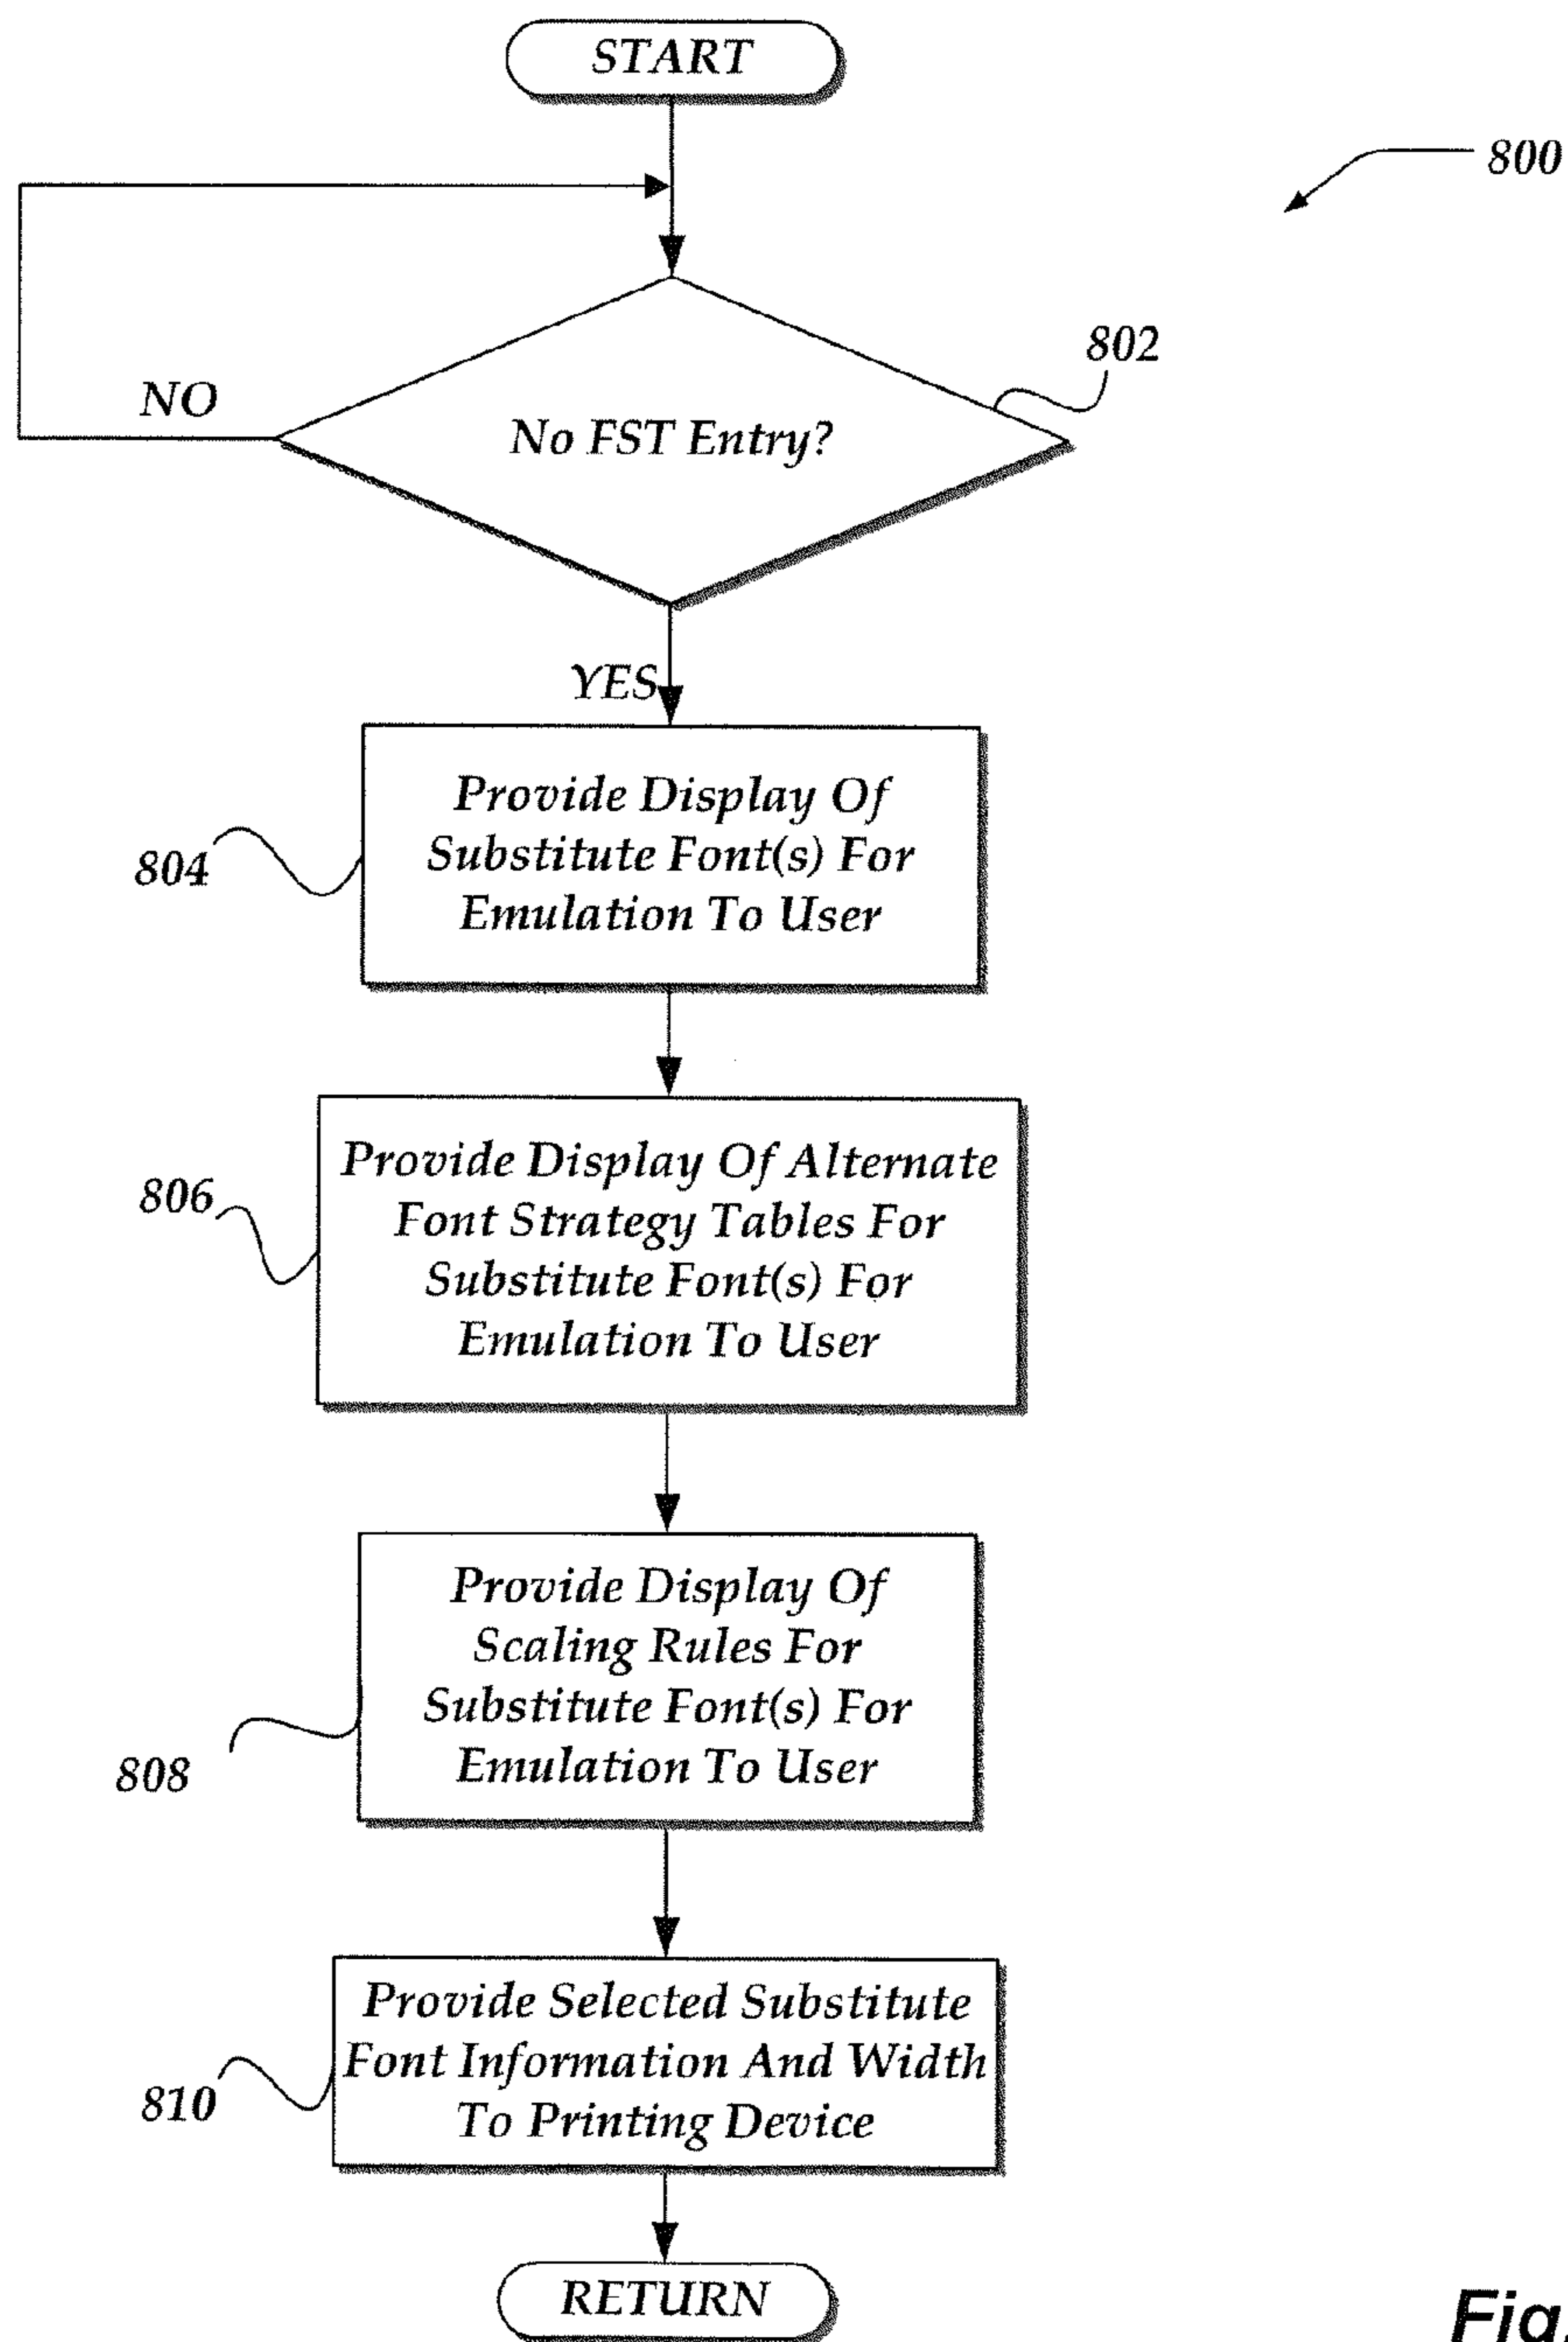 START
800
802
NO
No FST Entry?
YES
Provide Display Of
Substitute Font(s) For
Emulation To User
804
Provide Display Of Alternate
Font Strategy Tables For
Substitute Font(s) For
Emulation To User
806
Provide Display Of
Scaling Rules For
Substitute Font(s) For
Emulation To User
808
Provide Selected Substitute
Font Information And Width
To Printing Device
810
RETURN
Fig.